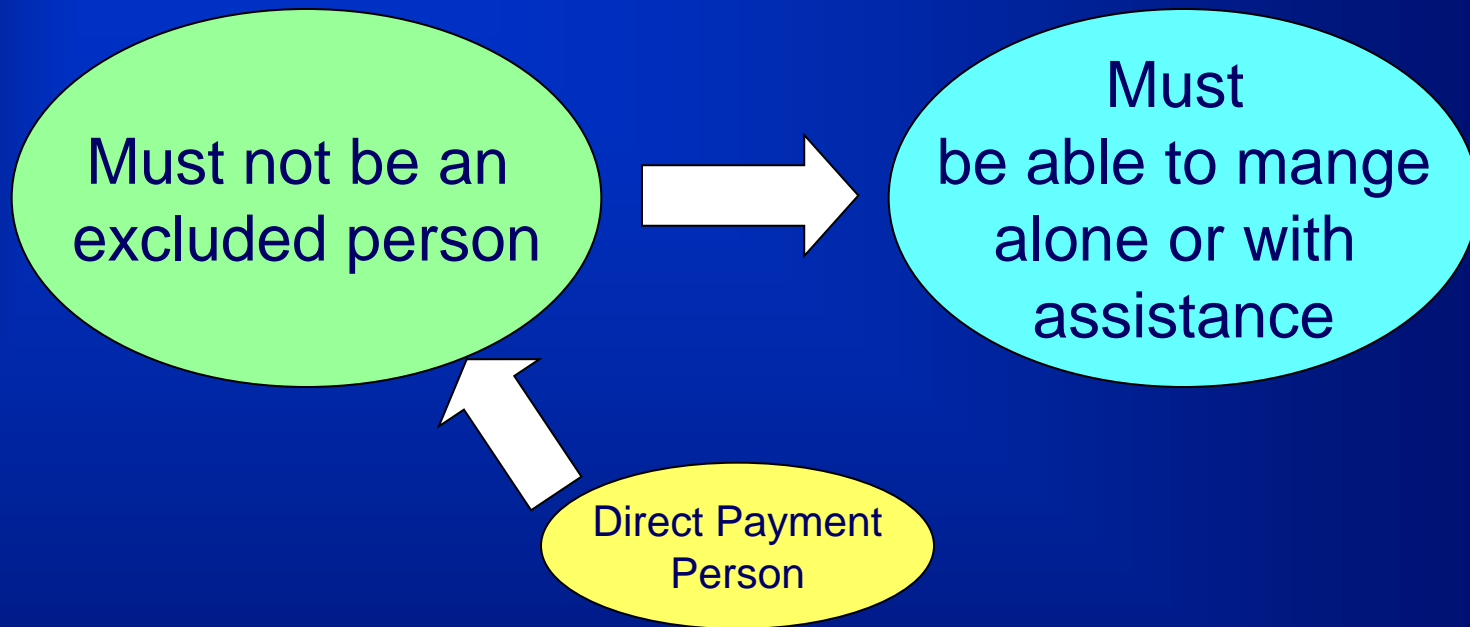 Must not be an
excluded person
Must
be able to mange
alone or with
assistance
Direct Payment
Person